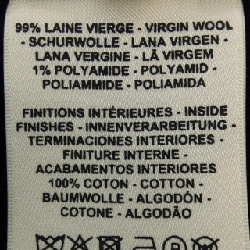 99% LAINE VIERGE - VIRGIN WOOL
- SCHURWOLLE - LANA VIRGEN -
LANA VERGINE - LÃ VIRGEM
1% POLYAMIDE - POLYAMID -
POLIAMMIDE - POLIAMIDA
FINITIONS INTÉRIEURES - INSIDE
FINISHES - INNENVERARBEITUNG -
TERMINACIONES INTERIORES -
FINITURE INTERNE -
ACABAMENTOS INTERIORES
100% COTON - COTTON -
BAUMWOLLE - ALGODÓN -
COTONE - ALGODÃO